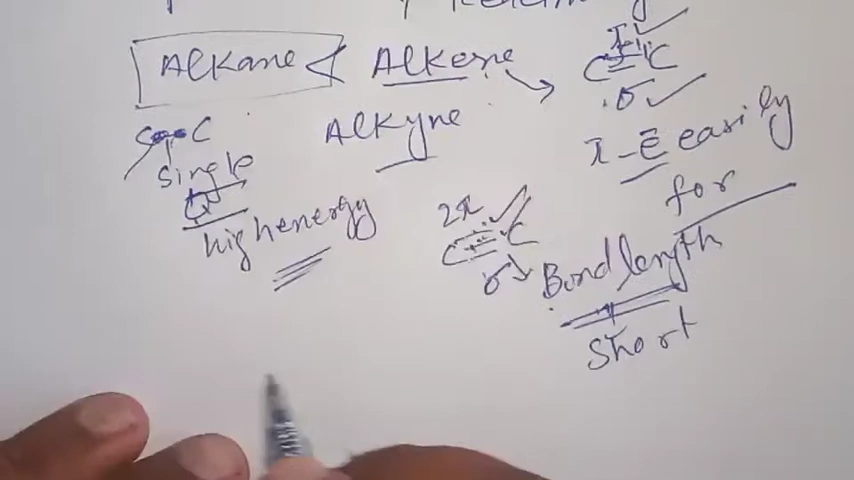 Alkane < Alkene
C=C
π
σ
C-C
single
σ
high energy
Alkyne
π-ē easily
for
2π
C≡C
σ
Bond length
short